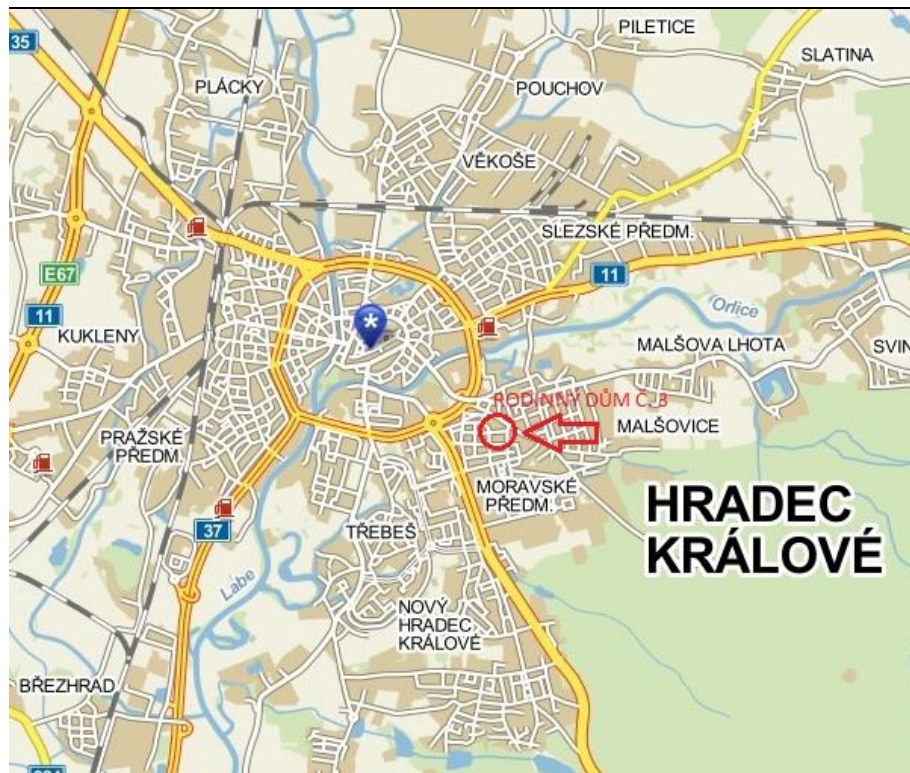 PILETICE
35
SLATINA
PLÁCKY
POUCHOV
VĚKOŠE
SLEZSKÉ PŘEDM.
E67
11
Orlice
11
KUKLENY
MALŠOVA LHOTA
SVIN
RODINNÝ DŮM Č. 3
MALŠOVICE
PRAŽSKÉ
PŘEDM.
MORAVSKÉ
PŘEDM.
HRADEC
KRÁLOVÉ
37
TŘEBEŠ
Labe
NOVÝ
HRADEC
KRÁLOVÉ
BŘEZHRAD